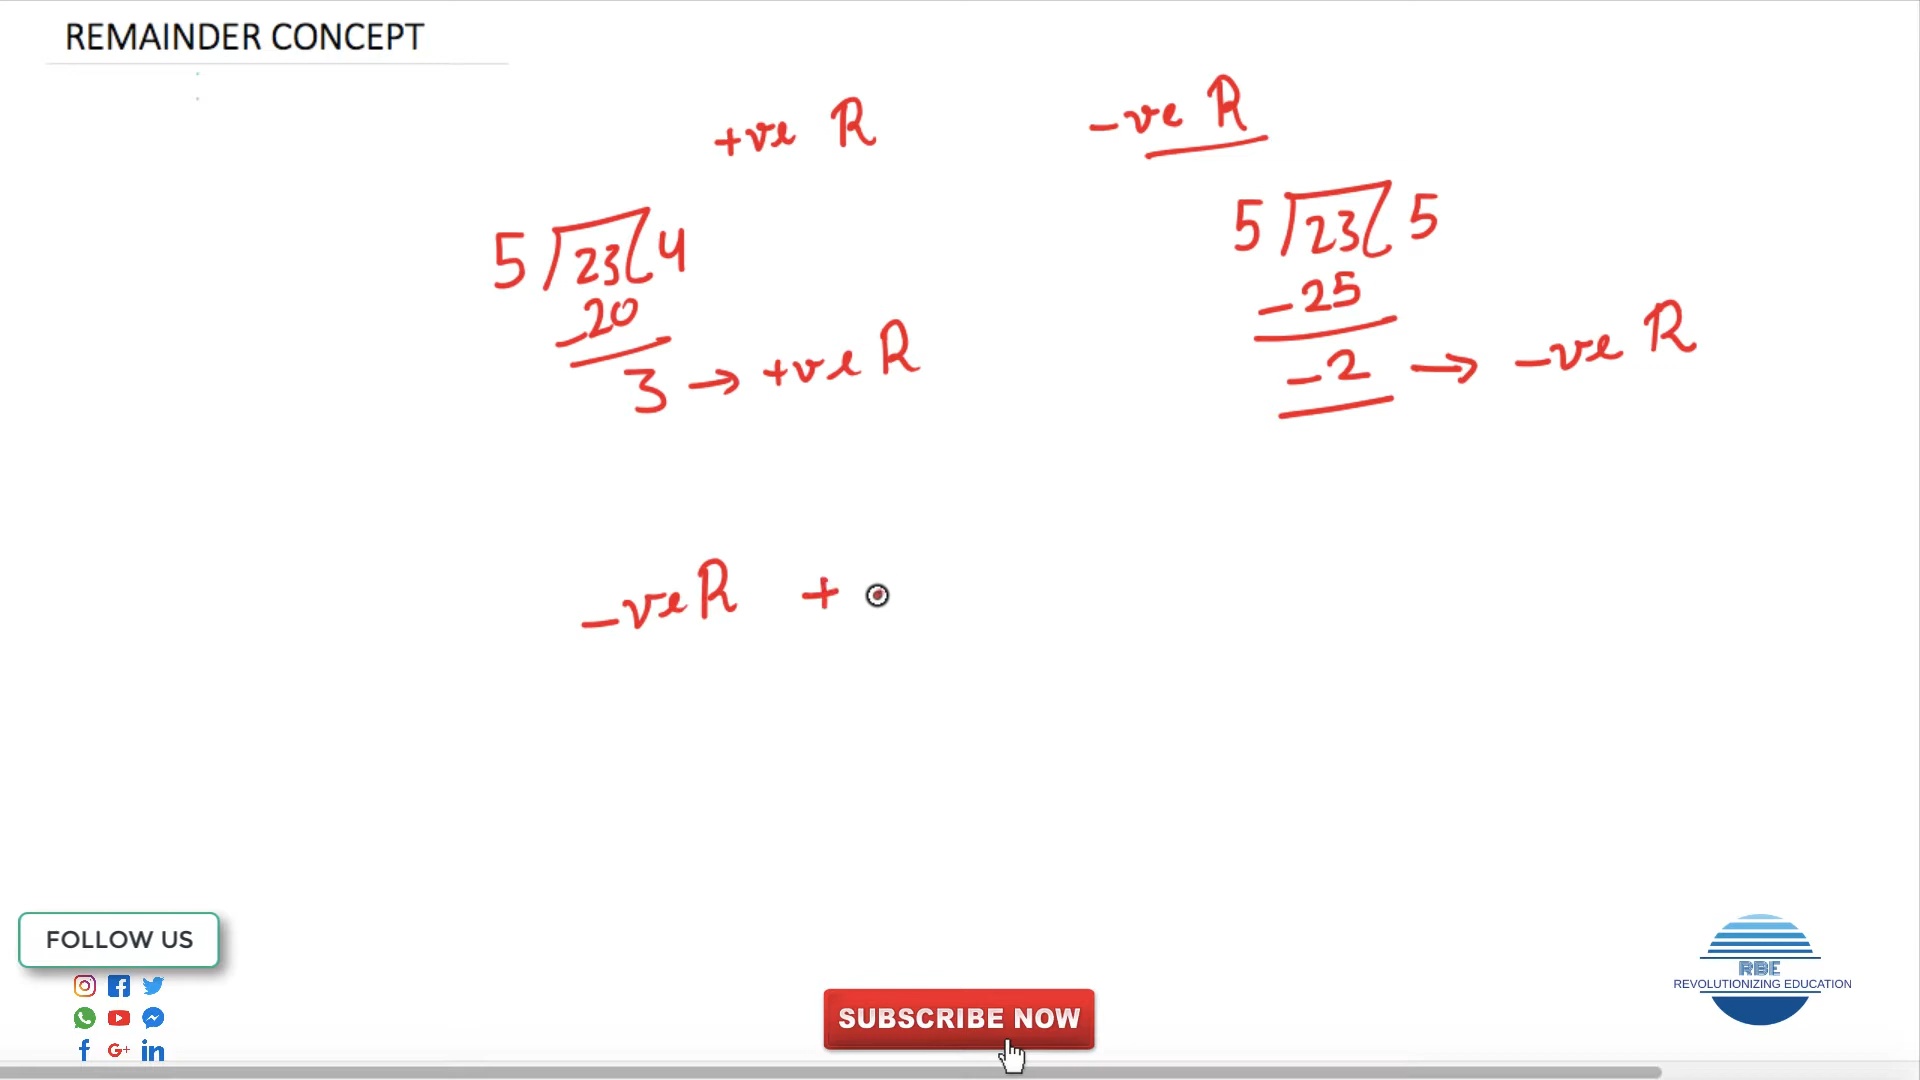 REMAINDER CONCEPT
+ve R
-ve R
5 ) 23 ( 4
-20
3 → +ve R
5 ) 23 ( 5
-25
-2 → -ve R
-ve R +
FOLLOW US
SUBSCRIBE NOW
RBE
REVOLUTIONIZING EDUCATION